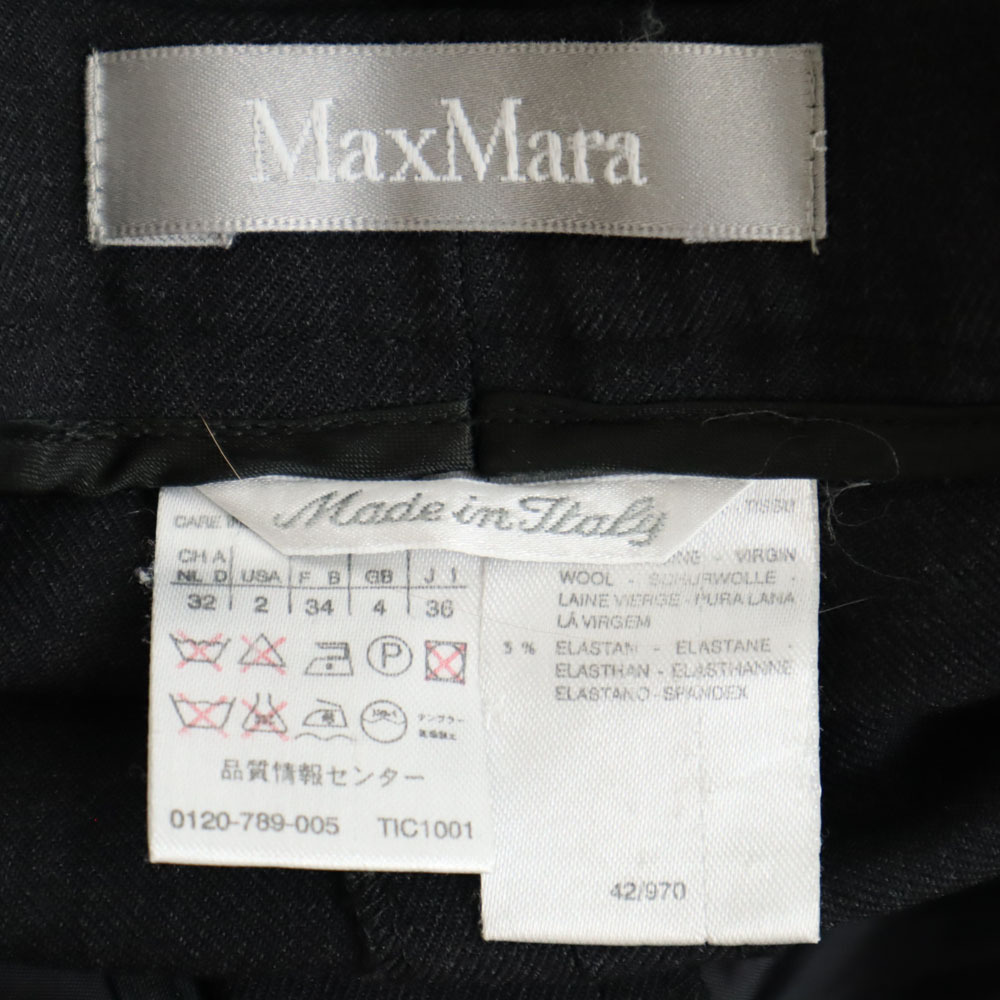 MaxMara
Made in Italy
CARE
CH A USA F B GB J I
NL D
32 2 34 4 36
P
品質情報センター
0120-789-005 TIC1001
VIRGIN
WOOL - SCHURWOLLE -
LAINE VIERGE - PURA LANA
LÃ VIRGEM
5 % ELASTAN - ELASTANE -
ELASTHAN - ELASTHANNE
ELASTANO - SPANDEX
42/970